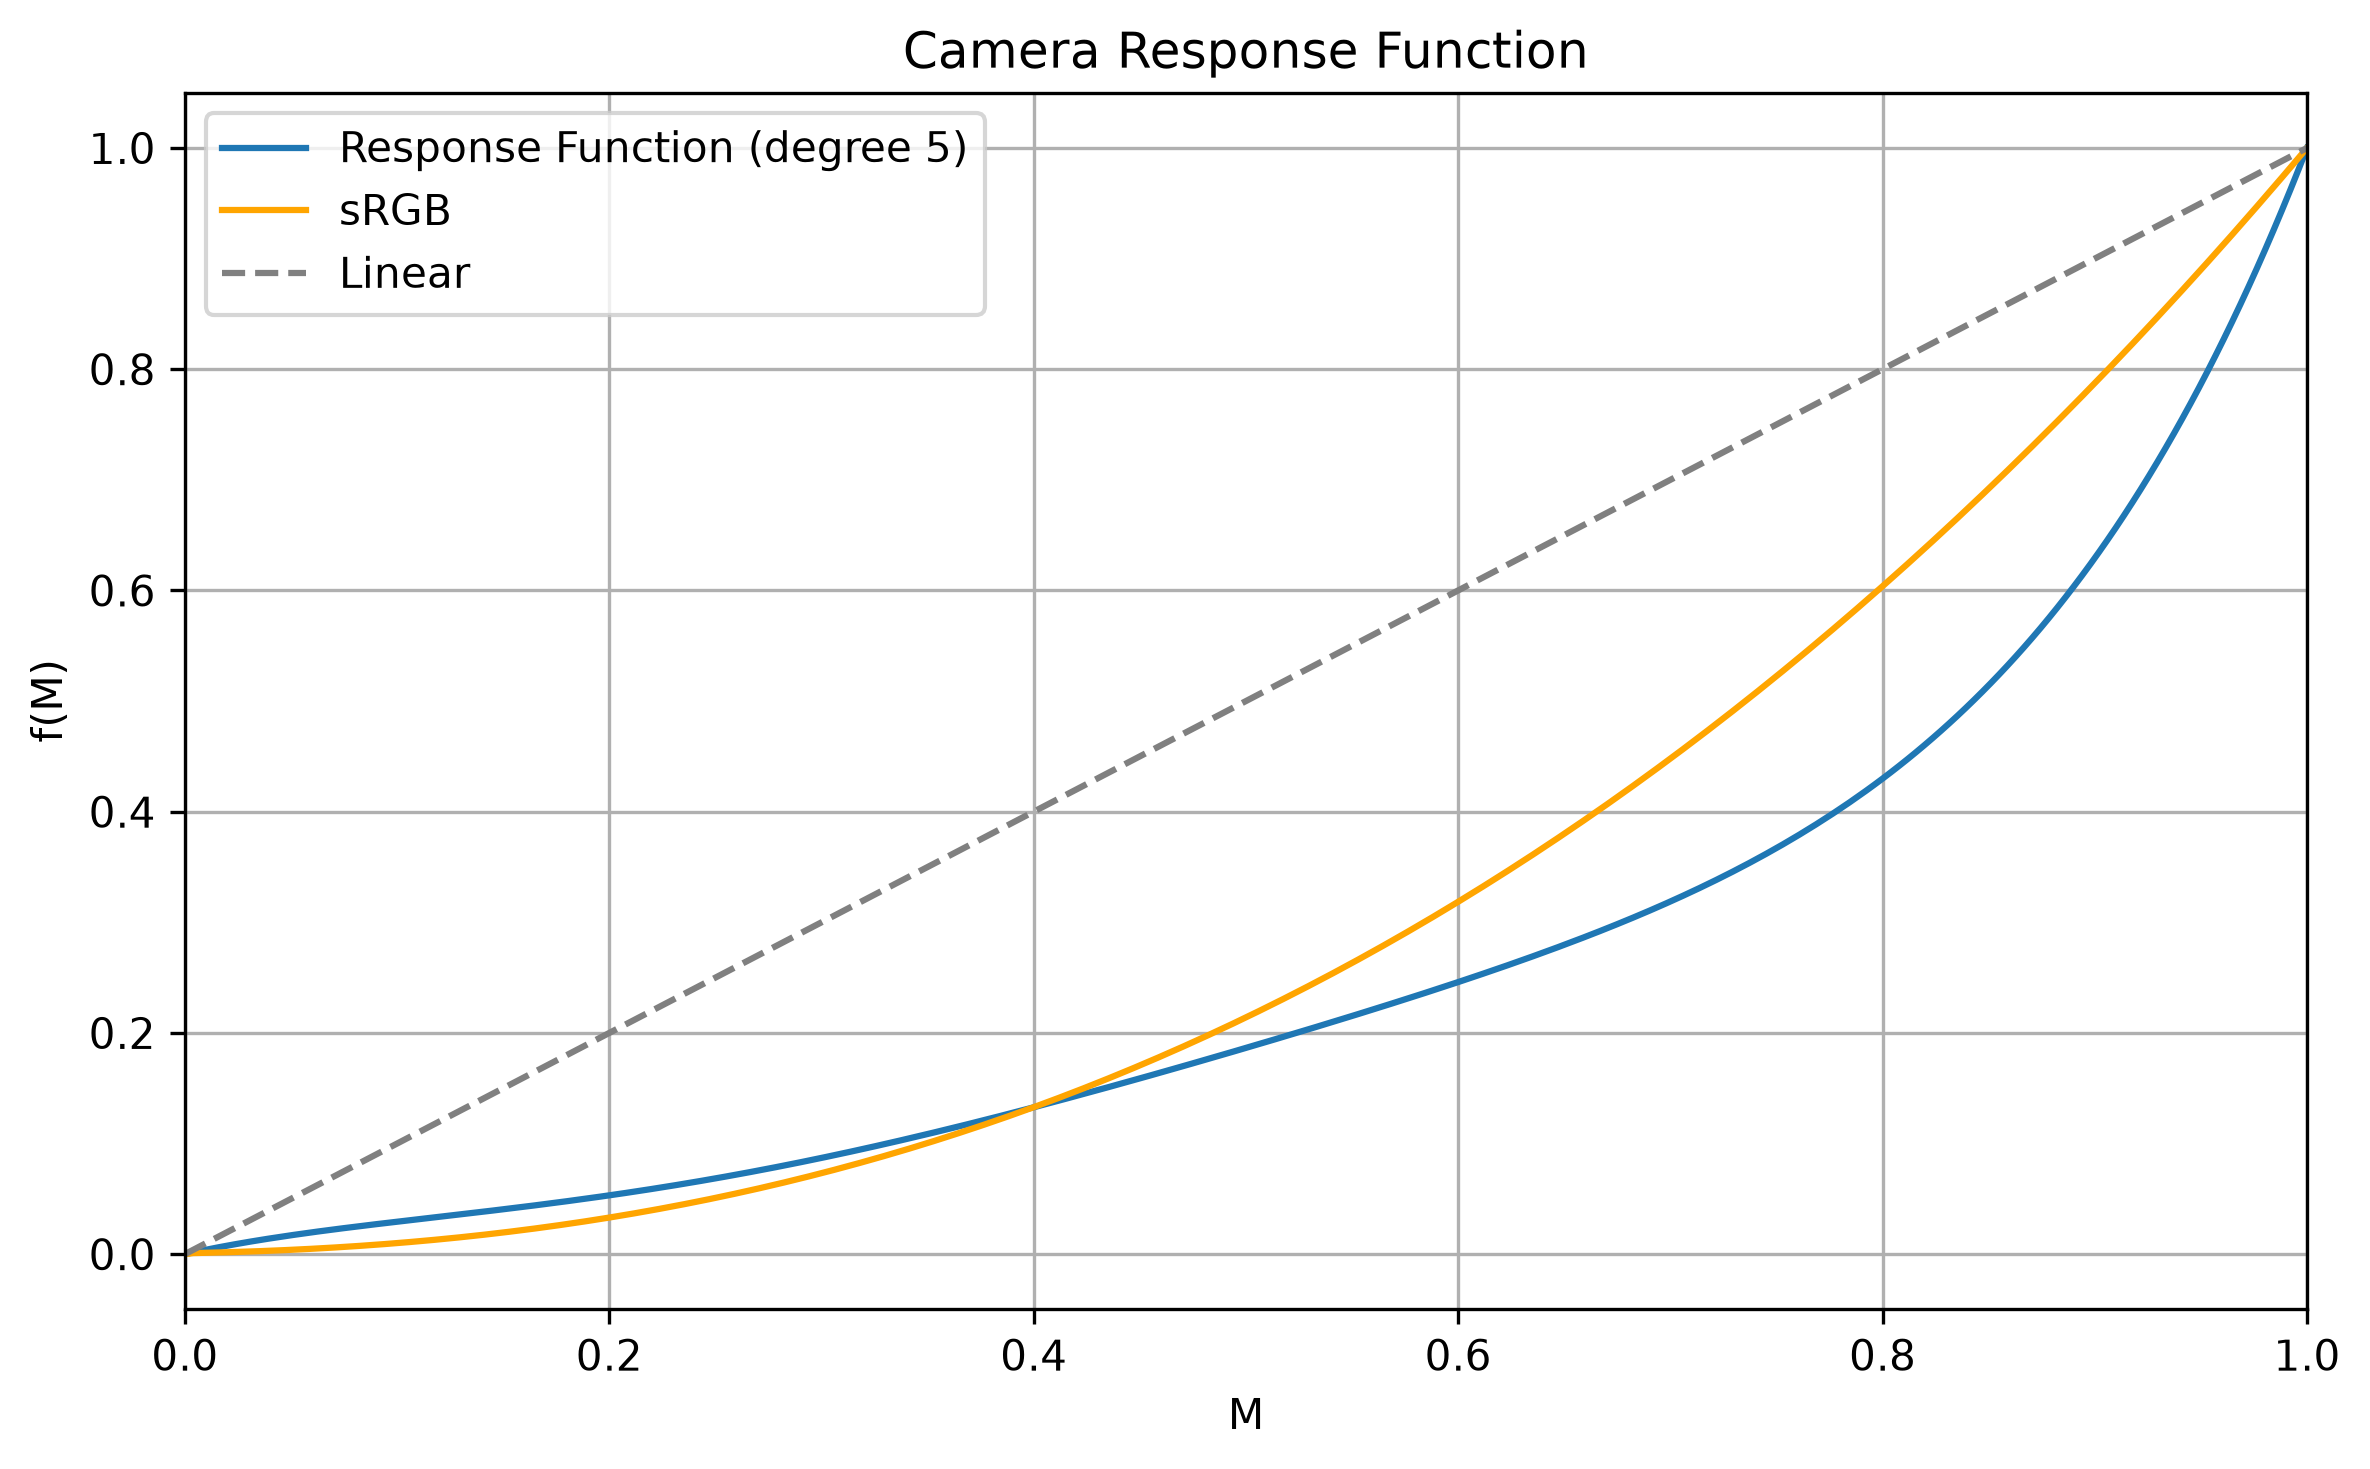 Camera Response Function
Response Function (degree 5)
sRGB
Linear
1.0
0.8
0.6
0.4
0.2
0.0
f(M)
0.0 0.2 0.4 0.6 0.8 1.0
M